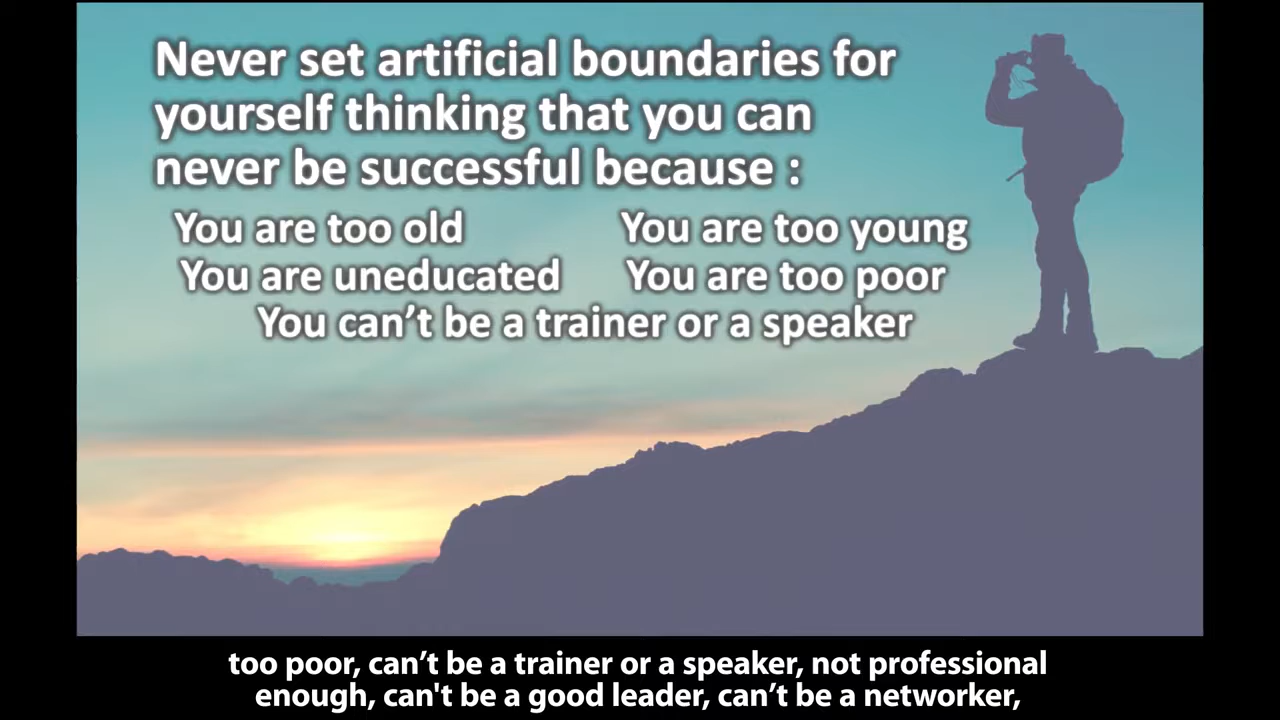 Never set artificial boundaries for
yourself thinking that you can
never be successful because :
You are too old You are too young
You are uneducated You are too poor
You can’t be a trainer or a speaker
too poor, can’t be a trainer or a speaker, not professional
enough, can't be a good leader, can’t be a networker,